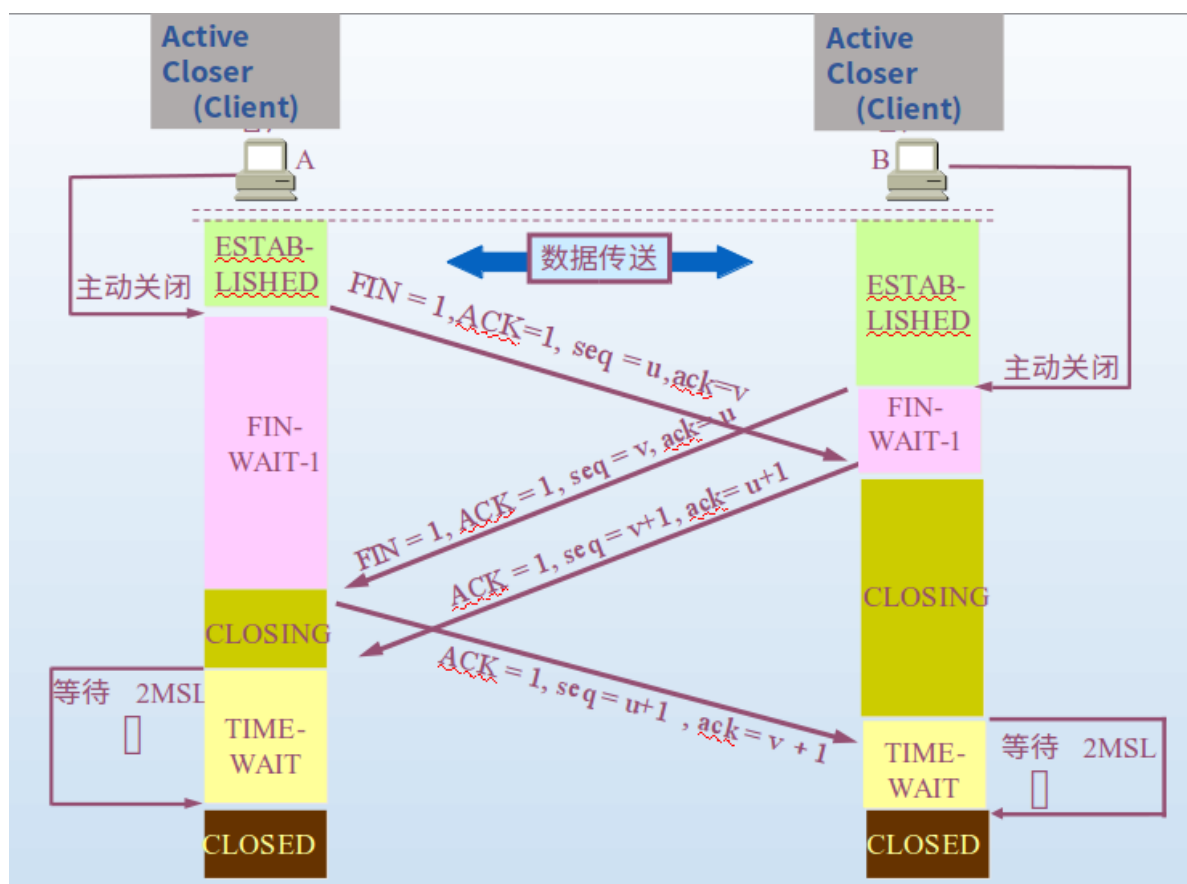 Active
Closer
(Client)
Active
Closer
(Client)
A
B
ESTAB-
LISHED
数据传送
ESTAB-
LISHED
主动关闭
FIN = 1,ACK=1, seq = u,ack=v
主动关闭
FIN-
WAIT-1
FIN-
WAIT-1
FIN = 1, ACK = 1, seq = v, ack= u
ACK = 1, seq = v+1, ack= u+1
CLOSING
CLOSING
ACK = 1, seq = u+1 , ack = v + 1
等待 2MSL
TIME-
WAIT
TIME-
WAIT
等待 2MSL
CLOSED
CLOSED